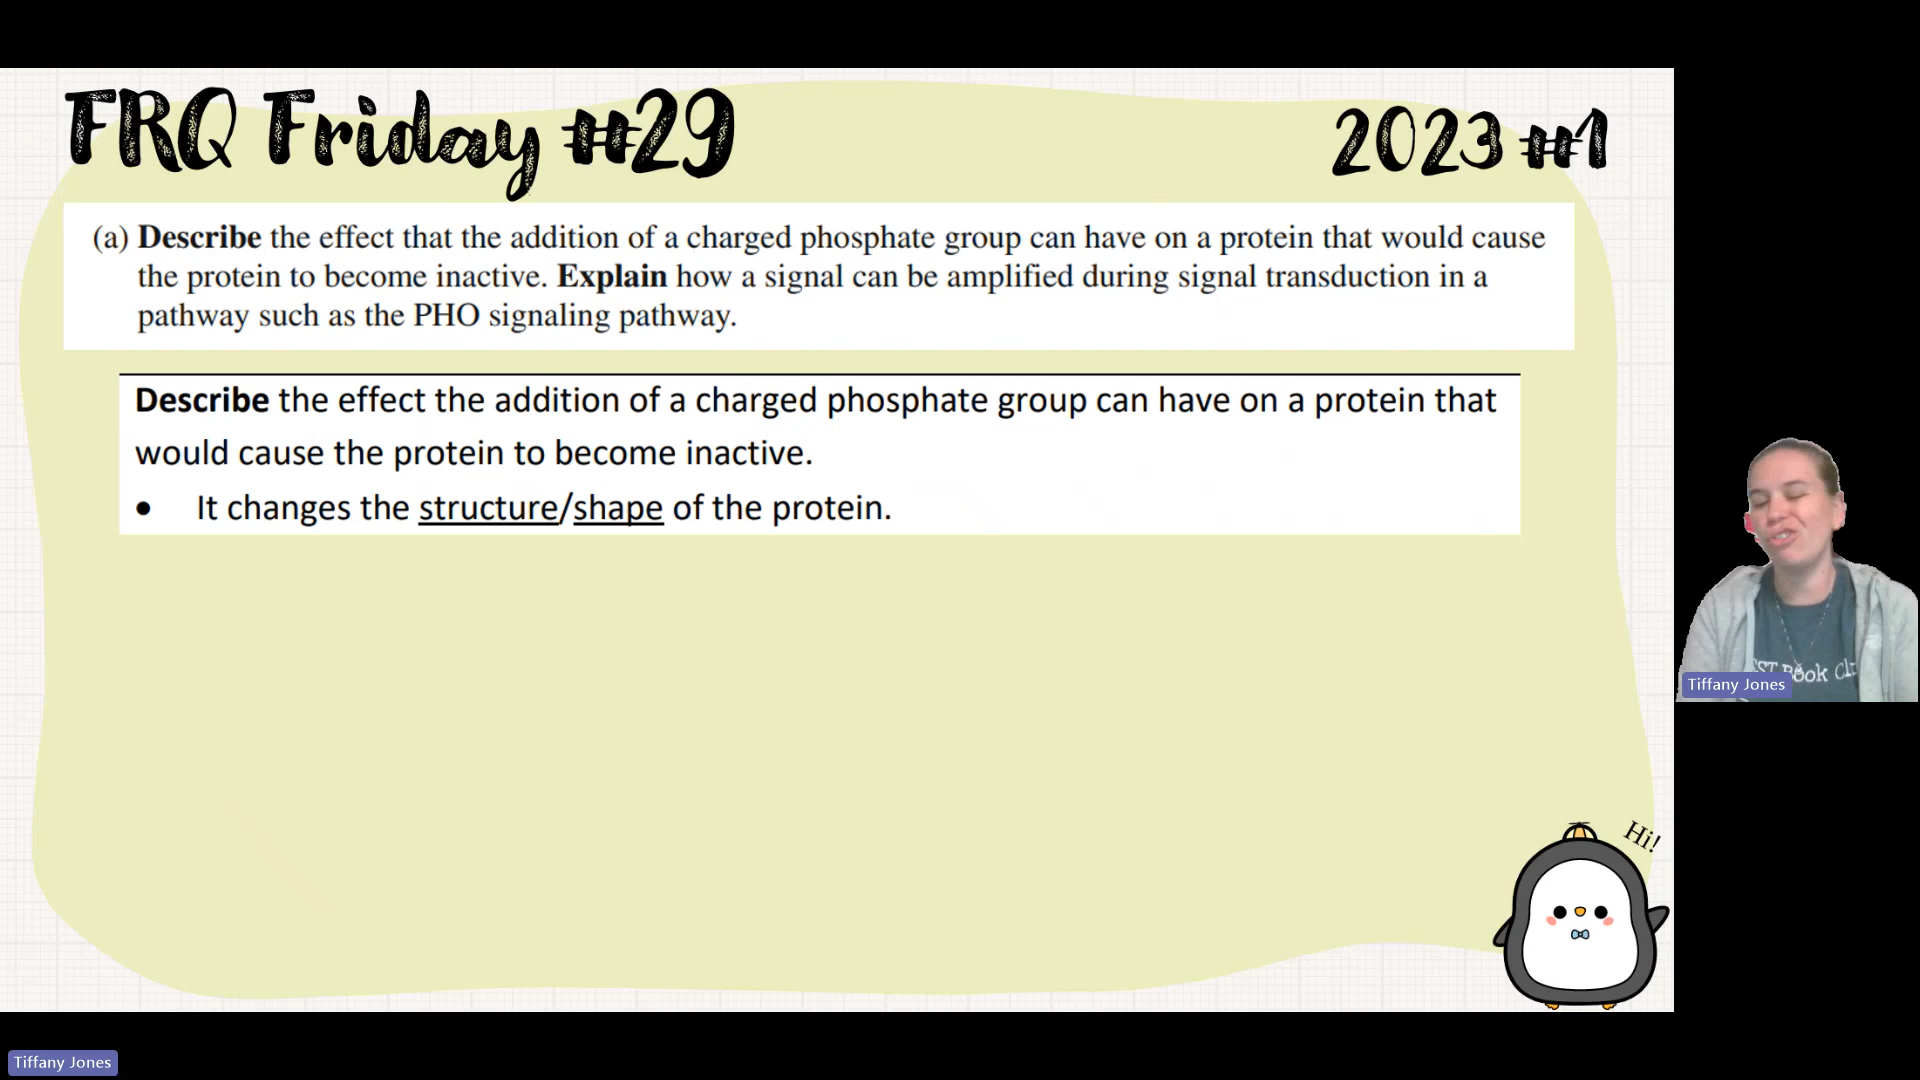 FRQ Friday #29
2023 #1
(a) Describe the effect that the addition of a charged phosphate group can have on a protein that would cause
the protein to become inactive. Explain how a signal can be amplified during signal transduction in a
pathway such as the PHO signaling pathway.
Describe the effect the addition of a charged phosphate group can have on a protein that
would cause the protein to become inactive.
• It changes the structure/shape of the protein.
Book
Tiffany Jones
Hi!
Tiffany Jones